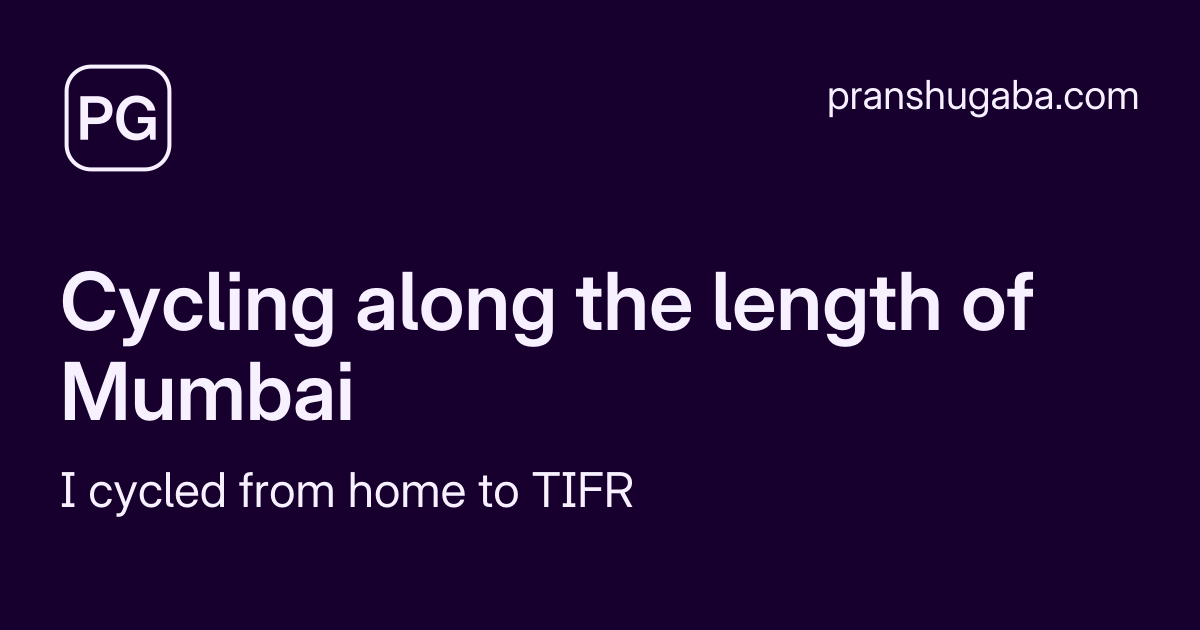 PG
pranshugaba.com
Cycling along the length of
Mumbai
I cycled from home to TIFR